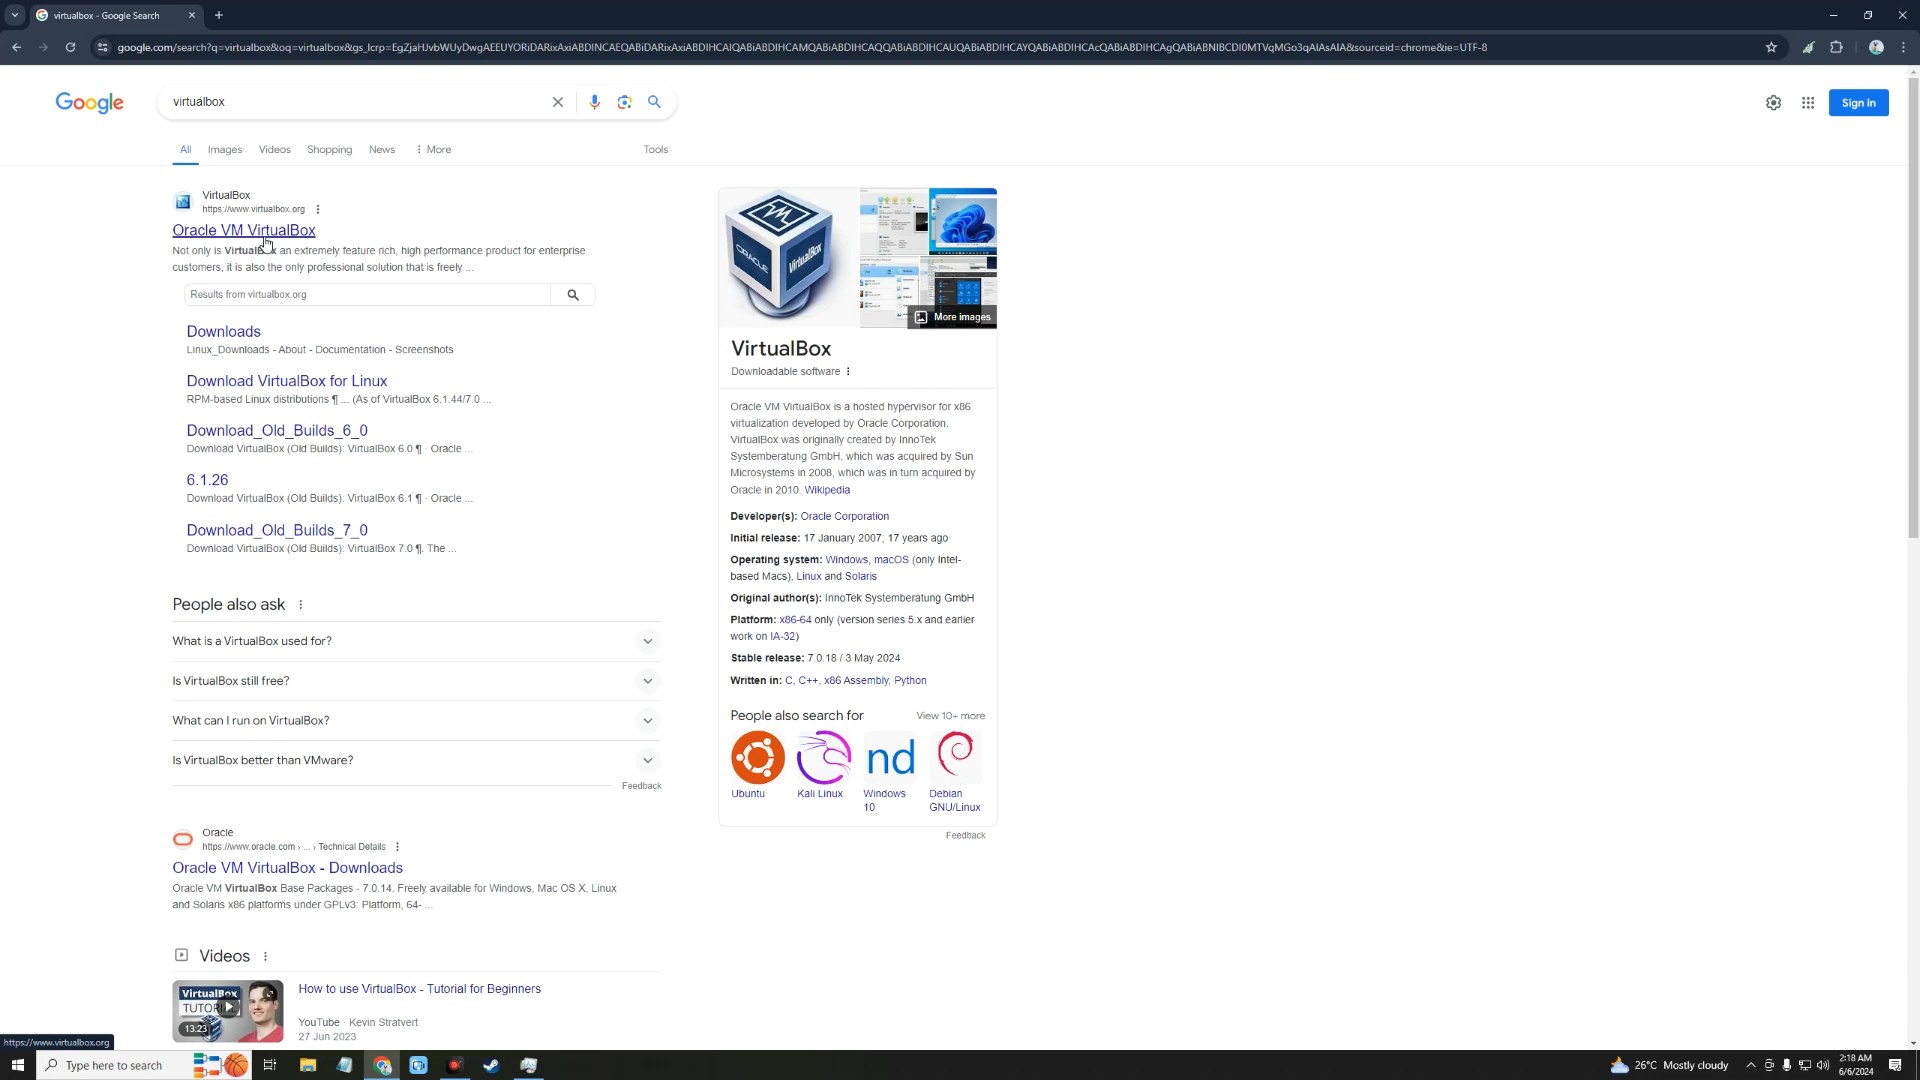 virtualbox - Google Search
google.com/search?q=virtualbox&oq=virtualbox&gs_lcrp=EgZjaHJvbWUyDwgAEEUYORiDARixAxiABDINCAEQABiDARixAxiABDIHCAIQABiABDIHCAMQABiABDIHCAQQABiABDIHCAUQABiABDIHCAYQABiABDIHCAcQABiABDIHCAgQABiABNIBCDI0MTVqMGo3qAIAsAIA&sourceid=chrome&ie=UTF-8
Google
virtualbox
Sign in
All
Images
Videos
Shopping
News
More
Tools
VirtualBox
https://www.virtualbox.org
Oracle VM VirtualBox
Not only is an extremely feature rich, high performance product for enterprise
customers, it is also the only professional solution that is freely ...
Results from virtualbox.org
Downloads
Linux_Downloads - About - Documentation - Screenshots
Download VirtualBox for Linux
RPM-based Linux distributions ¶ ... (As of VirtualBox 6.1.44/7.0 ...
Download_Old_Builds_6_0
Download VirtualBox (Old Builds): VirtualBox 6.0 ¶ · Oracle ...
6.1.26
Download VirtualBox (Old Builds): VirtualBox 6.1 ¶ · Oracle ...
Download_Old_Builds_7_0
Download VirtualBox (Old Builds): VirtualBox 7.0 ¶. The ...
People also ask
What is a VirtualBox used for?
Is VirtualBox still free?
What can I run on VirtualBox?
Is VirtualBox better than VMware?
Feedback
Oracle
https://www.oracle.com › ... › Technical Details
Oracle VM VirtualBox - Downloads
Oracle VM VirtualBox Base Packages - 7.0.14. Freely available for Windows, Mac OS X, Linux
and Solaris x86 platforms under GPLv3: Platform, 64- ...
Videos
VirtualBox
TUTORIAL
13:23
How to use VirtualBox - Tutorial for Beginners
YouTube · Kevin Stratvert
27 Jun 2023
ORACLE
VirtualBox
More images
VirtualBox
Downloadable software
Oracle VM VirtualBox is a hosted hypervisor for x86
virtualization developed by Oracle Corporation.
VirtualBox was originally created by InnoTek
Systemberatung GmbH, which was acquired by Sun
Microsystems in 2008, which was in turn acquired by
Oracle in 2010. Wikipedia
Developer(s): Oracle Corporation
Initial release: 17 January 2007; 17 years ago
Operating system: Windows, macOS (only Intel-
based Macs), Linux and Solaris
Original author(s): InnoTek Systemberatung GmbH
Platform: x86-64 only (version series 5.x and earlier
work on IA-32)
Stable release: 7.0.18 / 3 May 2024
Written in: C, C++, x86 Assembly, Python
People also search for
View 10+ more
nd
Ubuntu
Kali Linux
Windows
10
Debian
GNU/Linux
Feedback
https://www.virtualbox.org
Type here to search
26°C Mostly cloudy
2:18 AM
6/6/2024